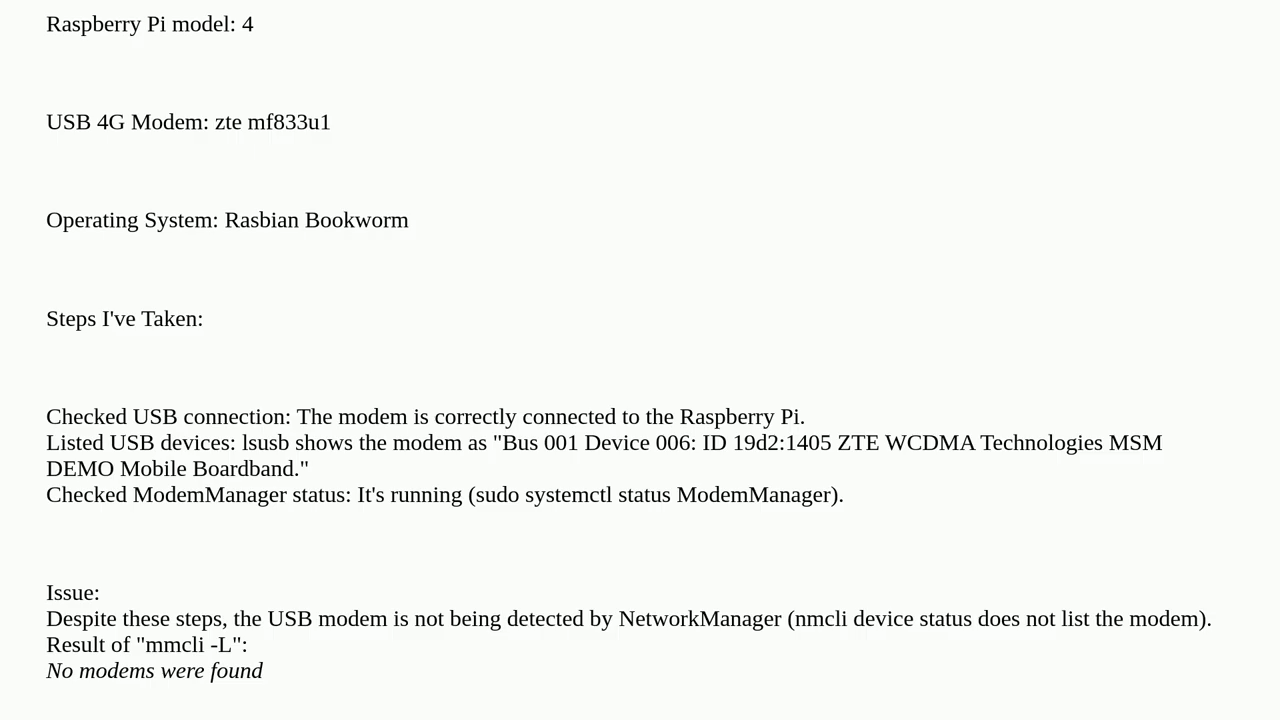 Raspberry Pi model: 4
USB 4G Modem: zte mf833u1
Operating System: Rasbian Bookworm
Steps I've Taken:
Checked USB connection: The modem is correctly connected to the Raspberry Pi.
Listed USB devices: lsusb shows the modem as "Bus 001 Device 006: ID 19d2:1405 ZTE WCDMA Technologies MSM
DEMO Mobile Boardband."
Checked ModemManager status: It's running (sudo systemctl status ModemManager).
Issue:
Despite these steps, the USB modem is not being detected by NetworkManager (nmcli device status does not list the modem).
Result of "mmcli -L":
No modems were found